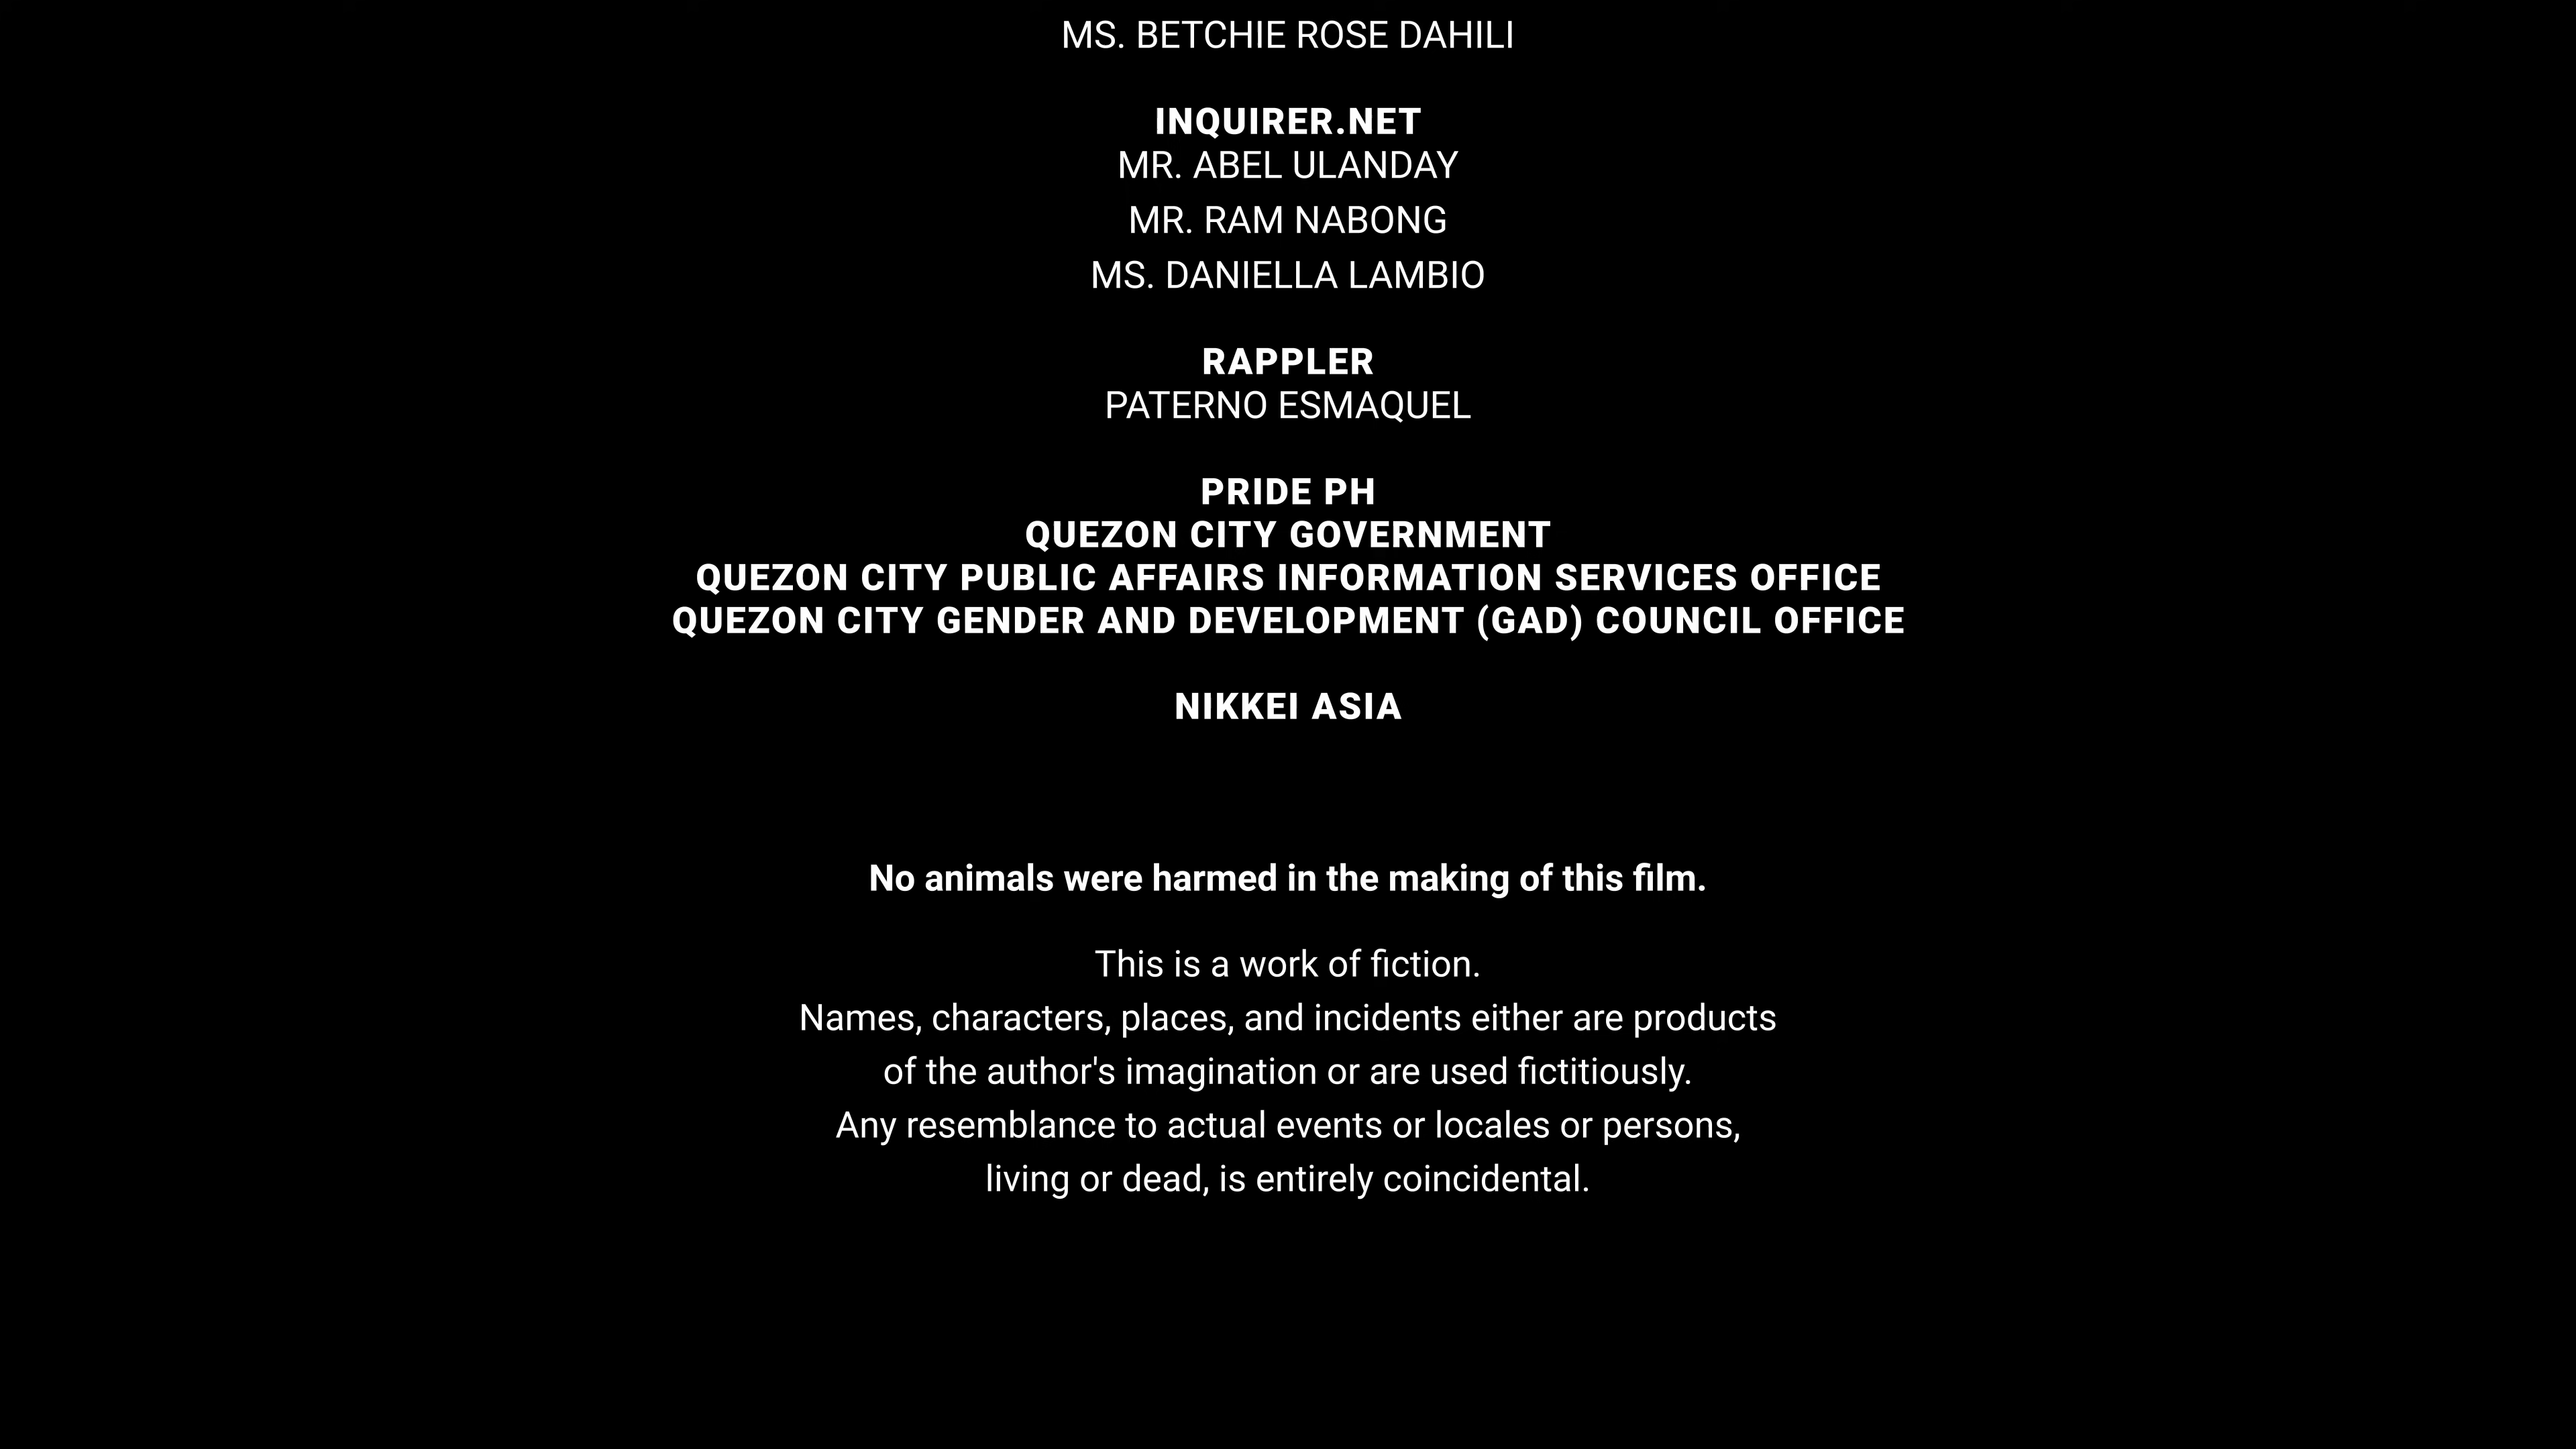 MS. BETCHIE ROSE DAHILI
INQUIRER.NET
MR. ABEL ULANDAY
MR. RAM NABONG
MS. DANIELLA LAMBIO
RAPPLER
PATERNO ESMAQUEL
PRIDE PH
QUEZON CITY GOVERNMENT
QUEZON CITY PUBLIC AFFAIRS INFORMATION SERVICES OFFICE
QUEZON CITY GENDER AND DEVELOPMENT (GAD) COUNCIL OFFICE
NIKKEI ASIA
No animals were harmed in the making of this film.
This is a work of fiction.
Names, characters, places, and incidents either are products
of the author's imagination or are used fictitiously.
Any resemblance to actual events or locales or persons,
living or dead, is entirely coincidental.